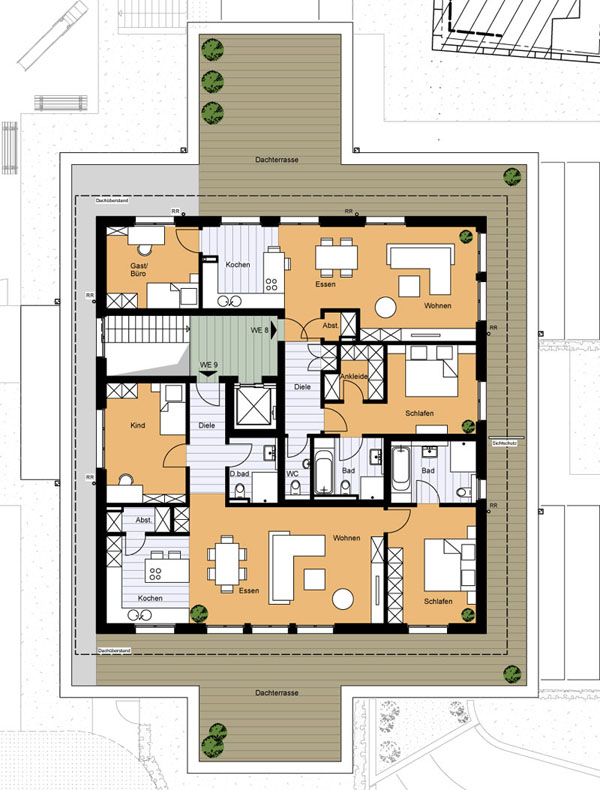 Dachterrasse
Dachüberstand
RR
RR
Gast/
Büro
Kochen
Essen
Wohnen
RR
Abst.
WE 8
RR
WE 9
Diele
Ankleide
Schlafen
Kind
Diele
Sichtschutz
D.bad
WC
Bad
Bad
RR
RR
Abst.
Wohnen
Kochen
Essen
Schlafen
Dachüberstand
Dachterrasse